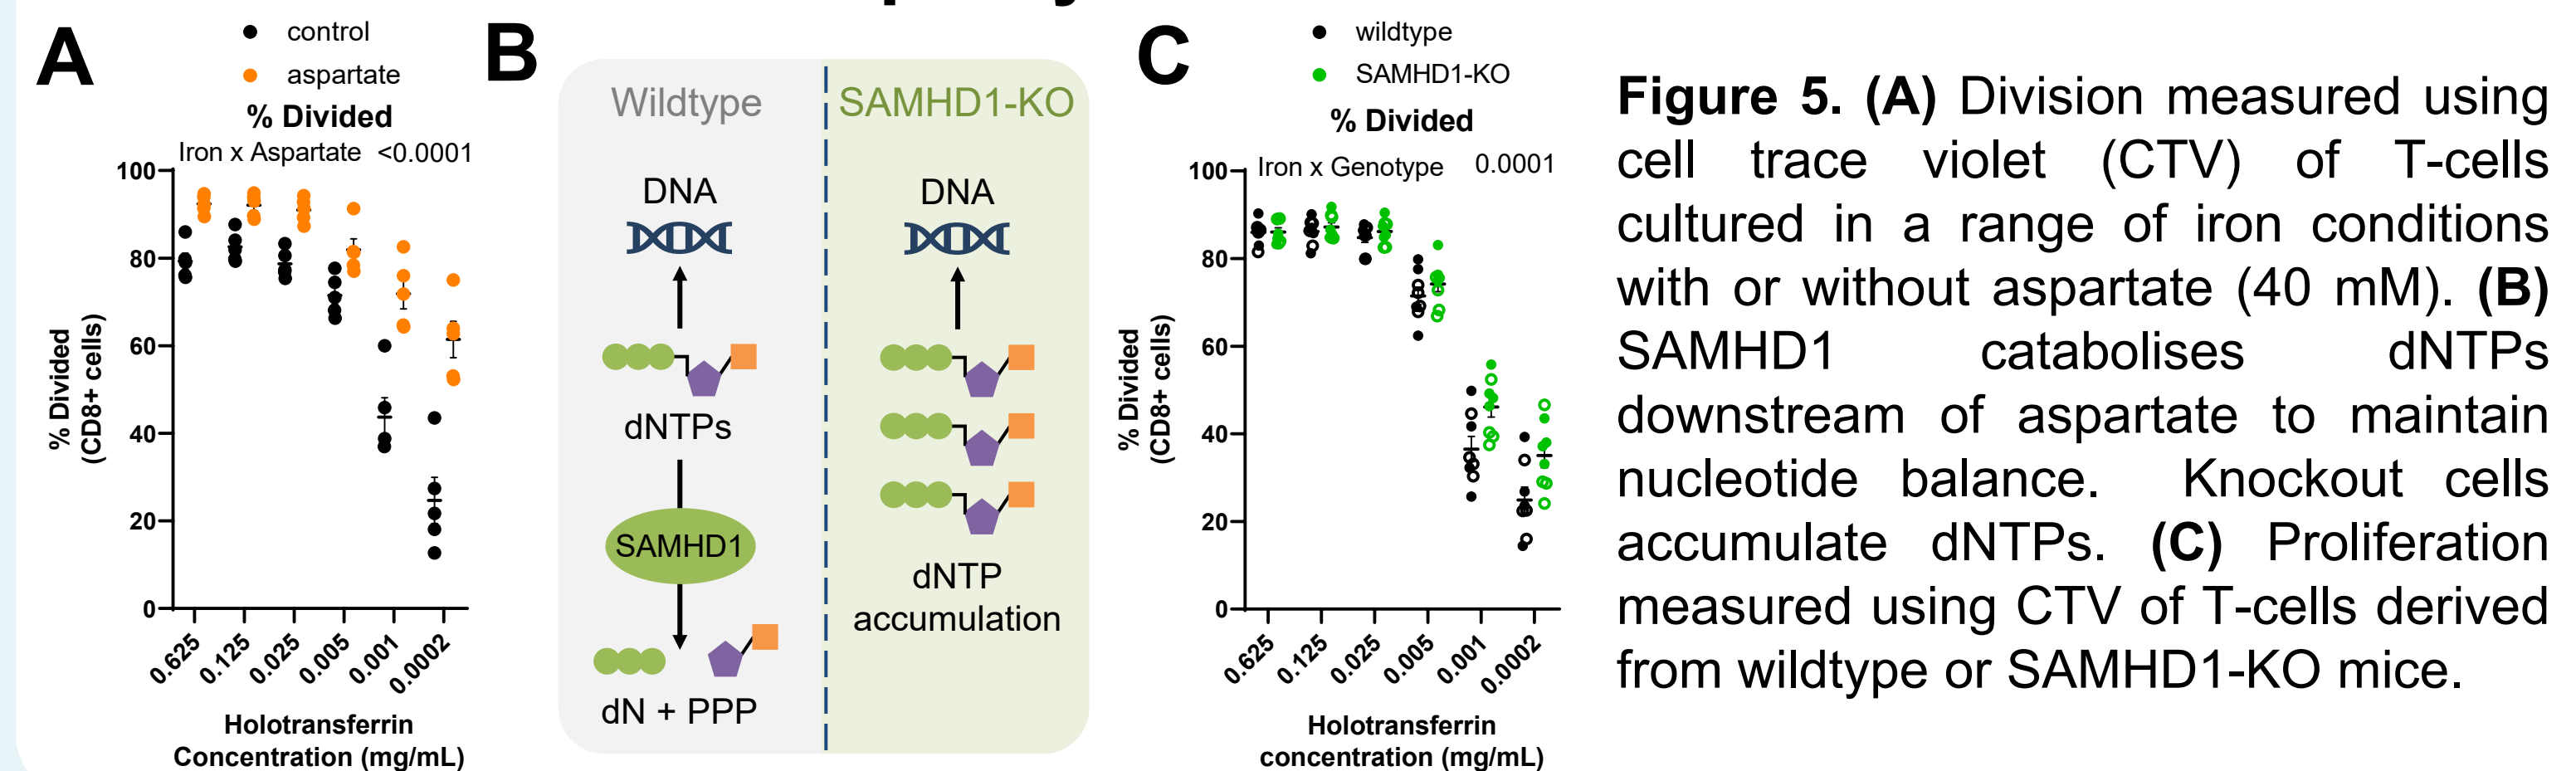 A
control
aspartate
% Divided
Iron x Aspartate <0.0001
100
80
60
40
20
0
% Divided
(CD8+ cells)
0.625
0.125
0.025
0.005
0.001
0.0002
Holotransferrin
Concentration (mg/mL)
B
Wildtype
DNA
dNTPs
SAMHD1
dN + PPP
SAMHD1-KO
DNA
dNTP
accumulation
C
wildtype
SAMHD1-KO
% Divided
Iron x Genotype 0.0001
100
80
60
40
20
0
% Divided
(CD8+ cells)
0.625
0.125
0.025
0.005
0.001
0.0002
Holotransferrin
concentration (mg/mL)
Figure 5. (A) Division measured using
cell trace violet (CTV) of T-cells
cultured in a range of iron conditions
with or without aspartate (40 mM). (B)
SAMHD1 catabolises dNTPs
downstream of aspartate to maintain
nucleotide balance. Knockout cells
accumulate dNTPs. (C) Proliferation
measured using CTV of T-cells derived
from wildtype or SAMHD1-KO mice.